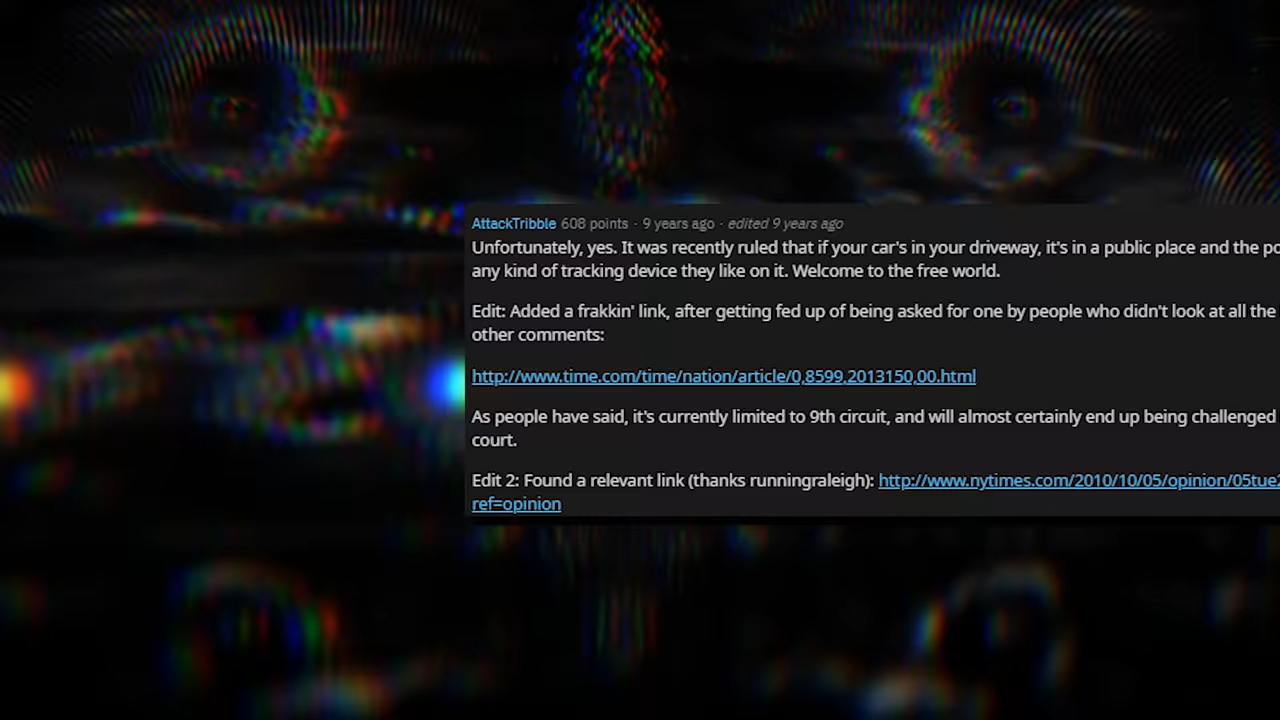 AttackTribble 608 points · 9 years ago · edited 9 years ago
Unfortunately, yes. It was recently ruled that if your car's in your driveway, it's in a public place and the
any kind of tracking device they like on it. Welcome to the free world.
Edit: Added a frakkin' link, after getting fed up of being asked for one by people who didn't look at all the
other comments:
http://www.time.com/time/nation/article/0,8599,2013150,00.html
As people have said, it's currently limited to 9th circuit, and will almost certainly end up being challenged
court.
Edit 2: Found a relevant link (thanks runningraleigh): http://www.nytimes.com/2010/10/05/opinion/05tue2
ref=opinion